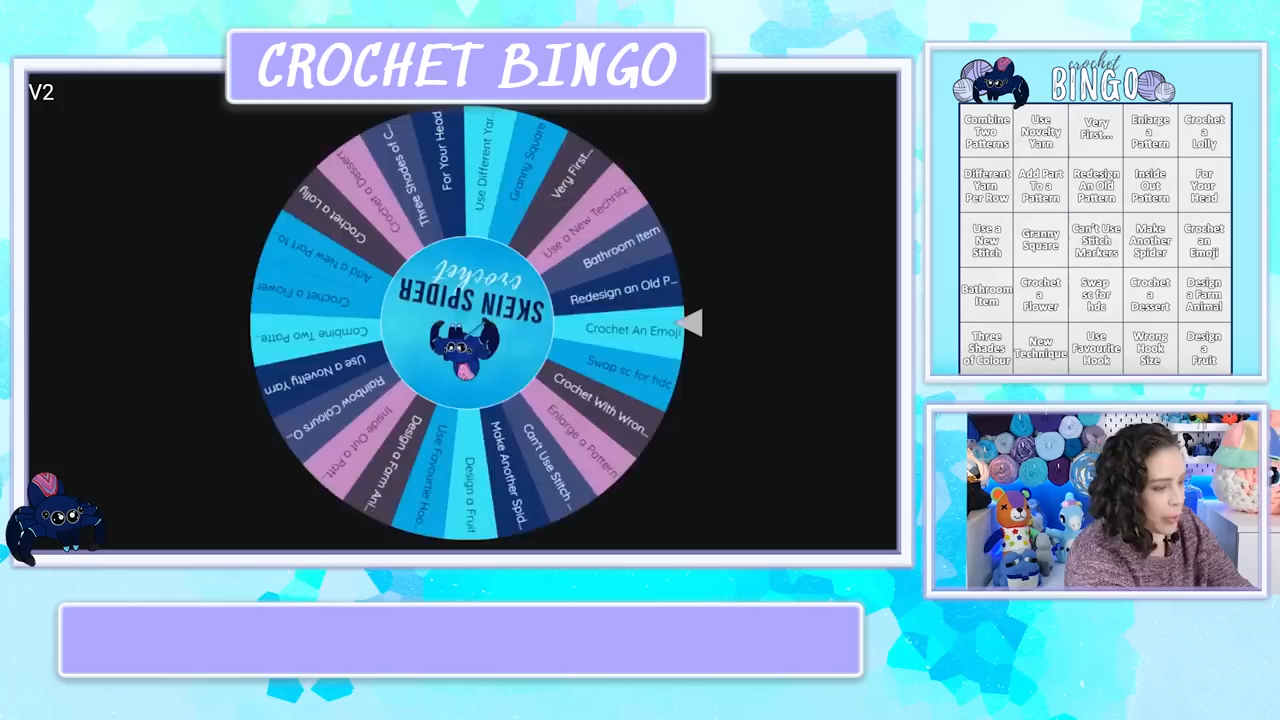 CROCHET BINGO
V2
For Your Head
Use Different Yar...
Granny Square
Very First...
Use a New Techniq...
Bathroom Item
Redesign an Old P...
Crochet An Emoji
Swap sc for hdc
Crochet With Wron...
Enlarge a Pattern
Can't Use Stitch ...
Make Another Spid...
Design a Fruit
Use Favourtie Hoo...
Design a Farm Ani...
Inside Out a Patt...
Rainbow Colours O...
Use a Novelty Yarn
Combine Two Patte...
Crochet a Flower
Add a New Part to...
Crochet a Lolly
Crochet a Dessert
Three Shades of C...
SKEIN SPIDER
crochet
crochet
BINGO
Combine
Two
Patterns
Use
Novelty
Yarn
Very
First...
Enlarge
a
Pattern
Crochet
a
Lolly
Different
Yarn
Per Row
Add Part
To a
Pattern
Redesign
An Old
Pattern
Inside
Out
Pattern
For
Your
Head
Use a
New
Stitch
Granny
Square
Can't Use
Stitch
Markers
Make
Another
Spider
Crochet
an
Emoji
Bathroom
Item
Crochet
a
Flower
Swap
sc for
hdc
Crochet
a
Dessert
Design
a Farm
Animal
Three
Shades
of Colour
New
Technique
Use
Favourite
Hook
Wrong
Hook
Size
Design
a
Fruit